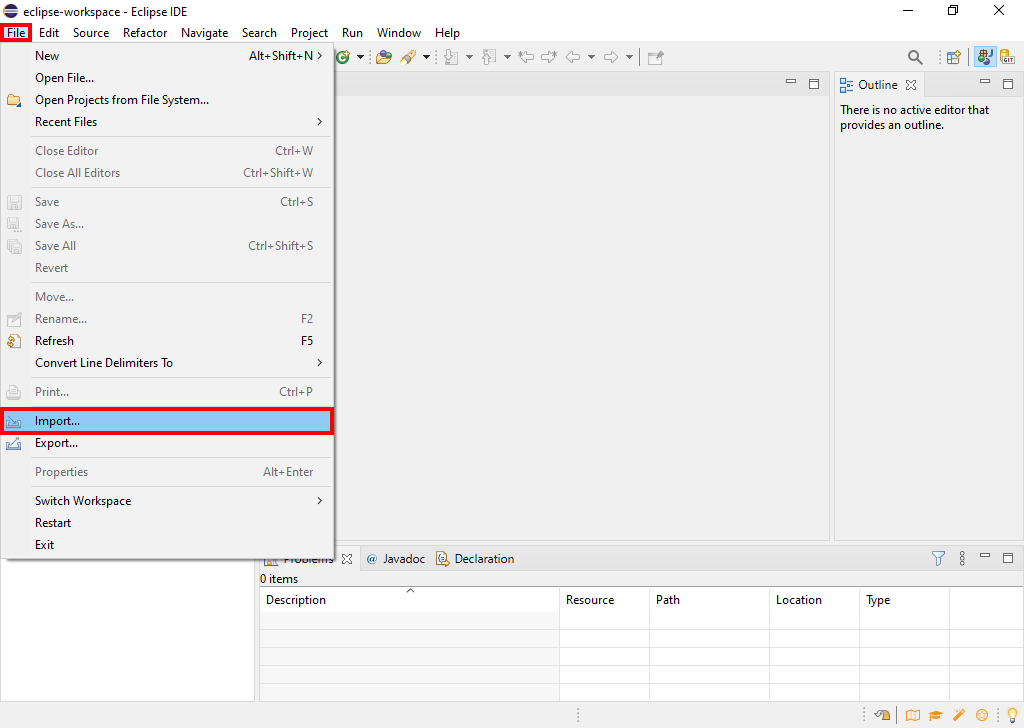 eclipse-workspace - Eclipse IDE
File Edit Source Refactor Navigate Search Project Run Window Help
New Alt+Shift+N
Open File...
Open Projects from File System...
Recent Files
Close Editor Ctrl+W
Close All Editors Ctrl+Shift+W
Save Ctrl+S
Save As...
Save All Ctrl+Shift+S
Revert
Move...
Rename... F2
Refresh F5
Convert Line Delimiters To
Print... Ctrl+P
Import...
Export...
Properties Alt+Enter
Switch Workspace
Restart
Exit
GIT
Outline
There is no active editor that
provides an outline.
Problems @ Javadoc Declaration
0 items
Description Resource Path Location Type